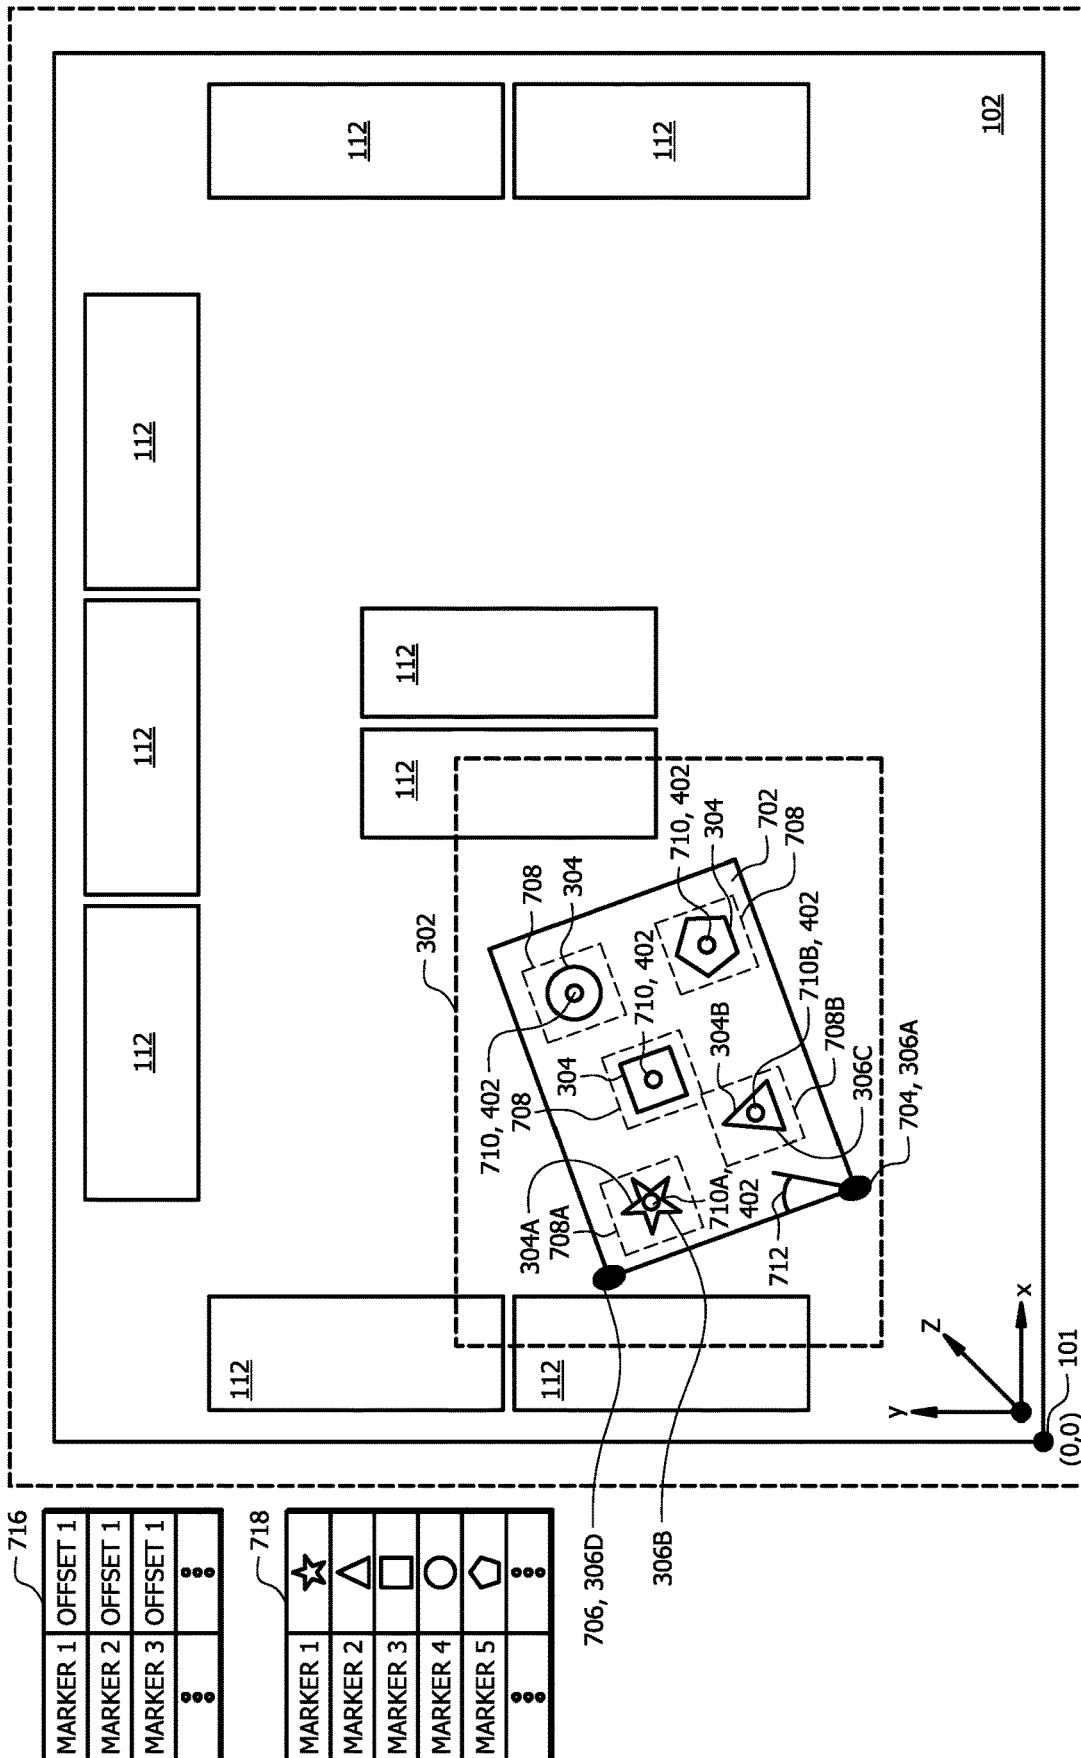 716
MARKER 1 OFFSET 1
MARKER 2 OFFSET 1
MARKER 3 OFFSET 1
718
MARKER 1
MARKER 2
MARKER 3
MARKER 4
MARKER 5
112
112
112
112
112
112
112
112
112
102
302
710, 402
708
304
304A
708A
304
710, 402
708
304
710, 402
304
702
708
710A,
402
304B
710B, 402
708B
306C
712
704, 306A
706, 306D
306B
y
Z
x
(0,0)
101